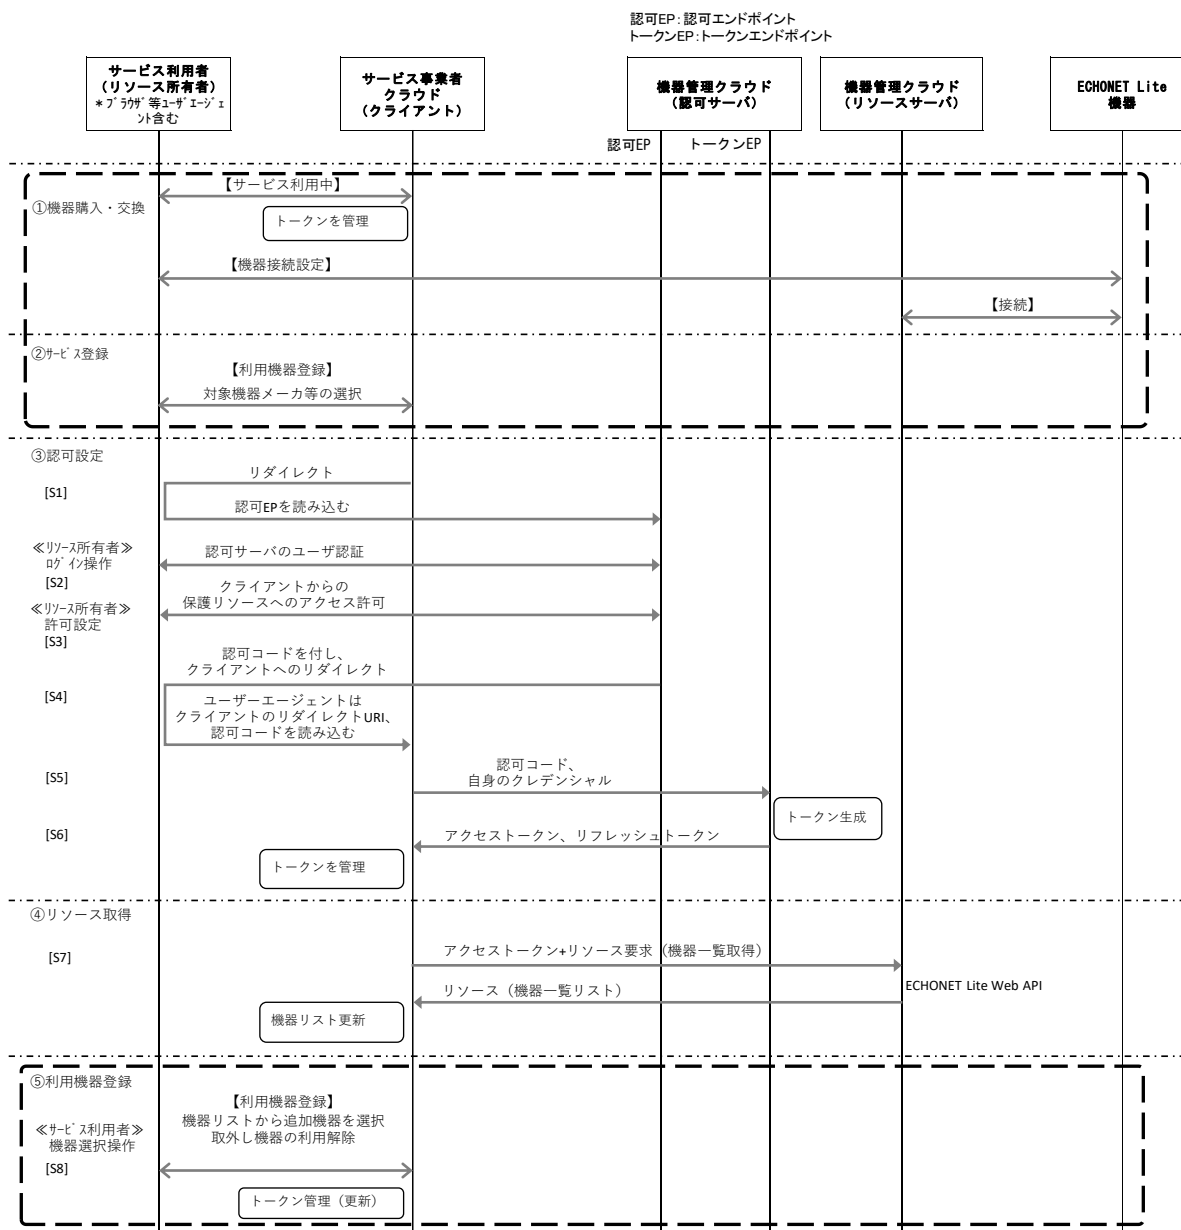 認可EP：認可エンドポイント
トークンEP：トークンエンドポイント
サービス利用者
（リソース所有者）
＊ﾌﾞﾗｳｻﾞ等ﾕｰｻﾞｴｰｼﾞｪ
ﾝﾄ含む
サービス事業者
クラウド
（クライアント）
機器管理クラウド
（認可サーバ）
機器管理クラウド
（リソースサーバ）
ECHONET Lite
機器
認可EP
トークンEP
【サービス利用中】
①機器購入・交換
トークンを管理
【機器接続設定】
【接続】
②ｻｰﾋﾞｽ登録
【利用機器登録】
対象機器メーカ等の選択
③認可設定
リダイレクト
[S1]
認可EPを読み込む
≪ﾘｿｰｽ所有者≫
ﾛｸﾞｲﾝ操作
認可サーバのユーザ認証
[S2]
クライアントからの
保護リソースへのアクセス許可
≪ﾘｿｰｽ所有者≫
許可設定
[S3]
認可コードを付し、
クライアントへのリダイレクト
[S4]
ユーザーエージェントは
クライアントのリダイレクトURI、
認可コードを読み込む
[S5]
認可コード、
自身のクレデンシャル
トークン生成
[S6]
アクセストークン、リフレッシュトークン
トークンを管理
④リソース取得
[S7]
アクセストークン+リソース要求（機器一覧取得）
リソース（機器一覧リスト）
ECHONET Lite Web API
機器リスト更新
⑤利用機器登録
【利用機器登録】
機器リストから追加機器を選択
取外し機器の利用解除
≪ｻｰﾋﾞｽ利用者≫
機器選択操作
[S8]
トークン管理（更新）